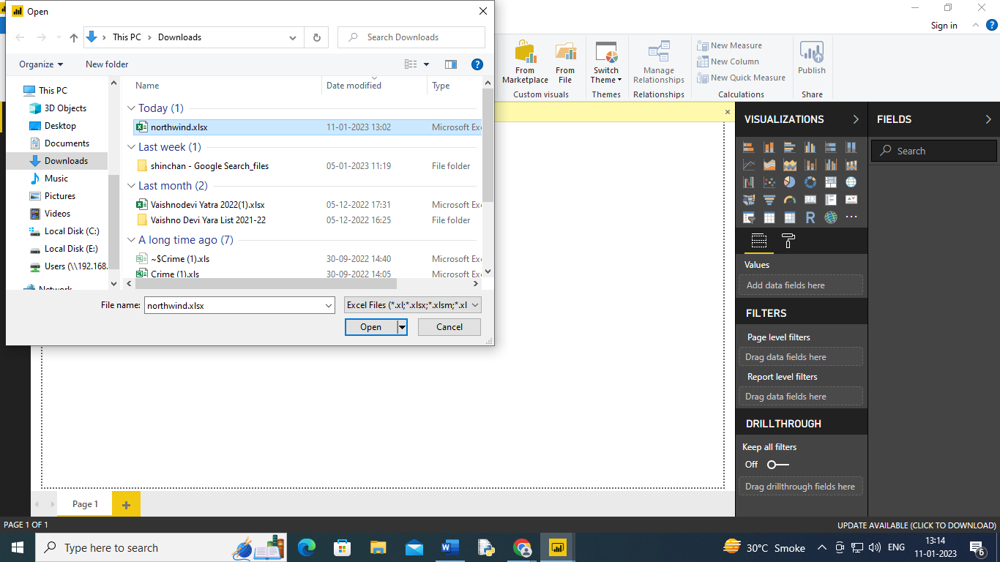 Open
This PC > Downloads
Search Downloads
Organize
New folder
This PC
3D Objects
Desktop
Documents
Downloads
Music
Pictures
Videos
Local Disk (C:)
Local Disk (E:)
Users (\\192.168.
Network
Name Date modified Type
Today (1)
northwind.xlsx 11-01-2023 13:02 Microsoft Exc
Last week (1)
shinchan - Google Search_files 05-01-2023 11:19 File folder
Last month (2)
Vaishnodevi Yatra 2022(1).xlsx 05-12-2022 17:31 Microsoft Exc
Vaishno Devi Yara List 2021-22 05-12-2022 16:25 File folder
A long time ago (7)
~$Crime (1).xls 30-09-2022 14:40 Microsoft Exc
Crime (1).xls 30-09-2022 14:05 Microsoft Exc
File name: northwind.xlsx
Excel Files (*.xl;*.xlsx;*.xlsm;*.xl
Open
Cancel
Sign in
From Marketplace
From File
Custom visuals
Switch Theme
Themes
Manage Relationships
Relationships
New Measure
New Column
New Quick Measure
Calculations
Publish
Share
VISUALIZATIONS
R
Values
Add data fields here
FILTERS
Page level filters
Drag data fields here
Report level filters
Drag data fields here
DRILLTHROUGH
Keep all filters
Off
Drag drillthrough fields here
FIELDS
Search
Page 1
PAGE 1 OF 1
UPDATE AVAILABLE (CLICK TO DOWNLOAD)
Type here to search
30°C Smoke
ENG
13:14
11-01-2023
6